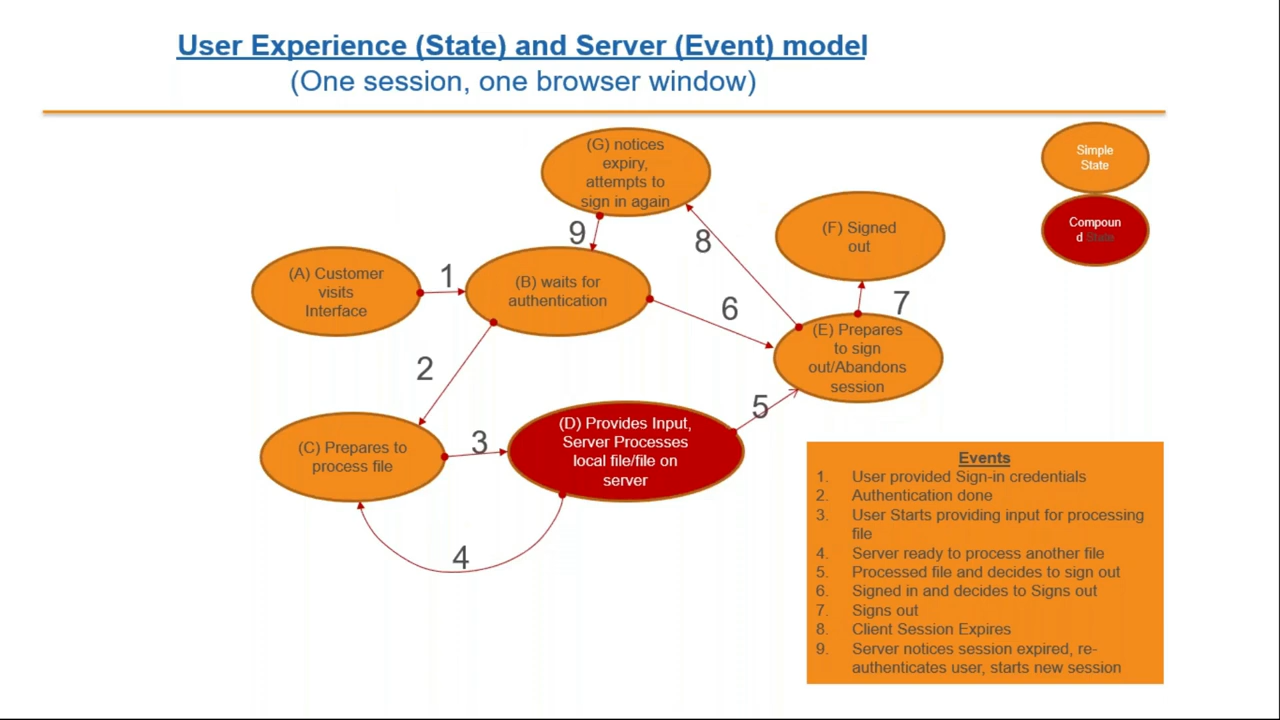 User Experience (State) and Server (Event) model
(One session, one browser window)
(G) notices
expiry,
attempts to
sign in again
Simple
State
Compoun
d State
(F) Signed
out
9
8
(A) Customer
visits
Interface
1
(B) waits for
authentication
6
7
(E) Prepares
to sign
out/Abandons
session
2
5
(C) Prepares to
process file
3
(D) Provides Input,
Server Processes
local file/file on
server
4
Events
1. User provided Sign-in credentials
2. Authentication done
3. User Starts providing input for processing
file
4. Server ready to process another file
5. Processed file and decides to sign out
6. Signed in and decides to Signs out
7. Signs out
8. Client Session Expires
9. Server notices session expired, re-
authenticates user, starts new session